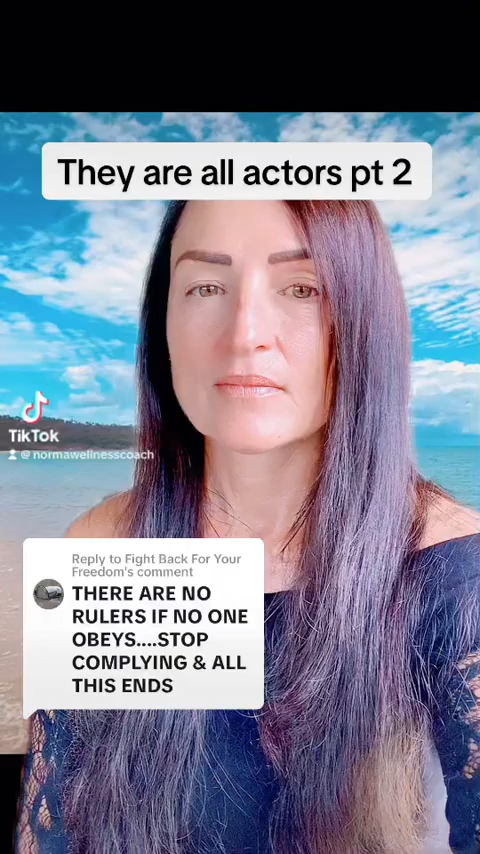 They are all actors pt 2
TikTok
@normawellnesscoach
Reply to Fight Back For Your
Freedom's comment
THERE ARE NO
RULERS IF NO ONE
OBEYS....STOP
COMPLYING & ALL
THIS ENDS